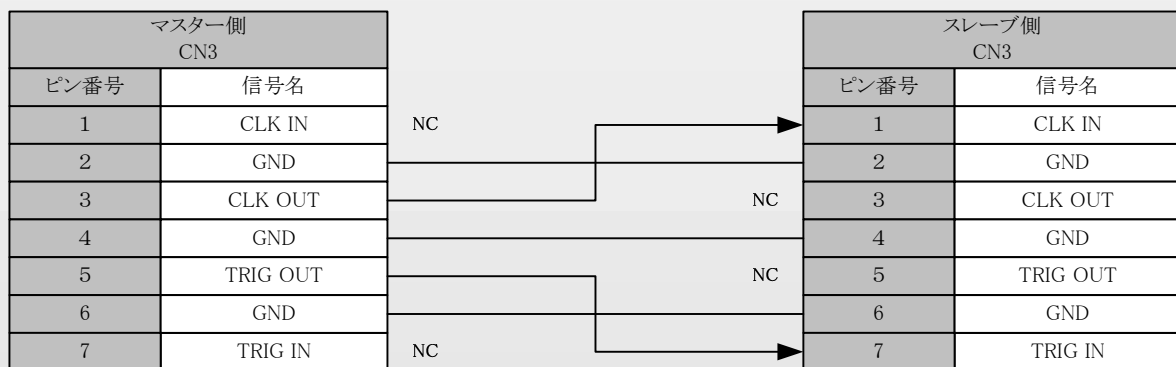 マスター側 スレーブ側
CN3 CN3
ピン番号 信号名 ピン番号 信号名
1 CLK IN NC 1 CLK IN
2 GND 2 GND
3 CLK OUT NC 3 CLK OUT
4 GND 4 GND
5 TRIG OUT NC 5 TRIG OUT
6 GND 6 GND
7 TRIG IN NC 7 TRIG IN